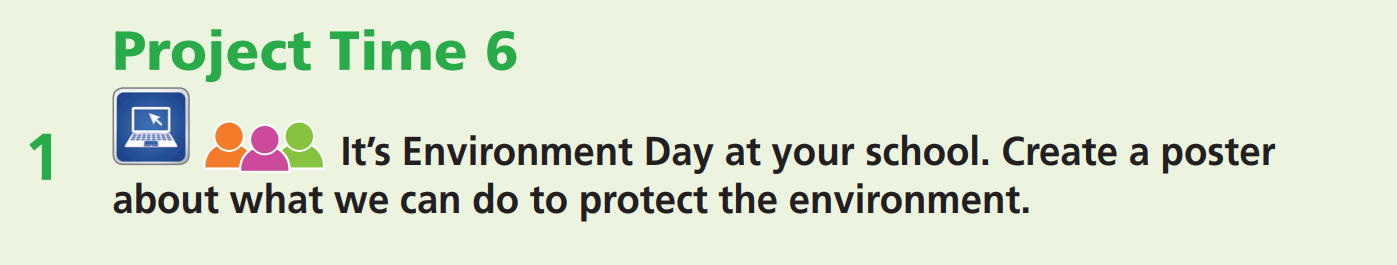 Project Time 6
1 It's Environment Day at your school. Create a poster
about what we can do to protect the environment.